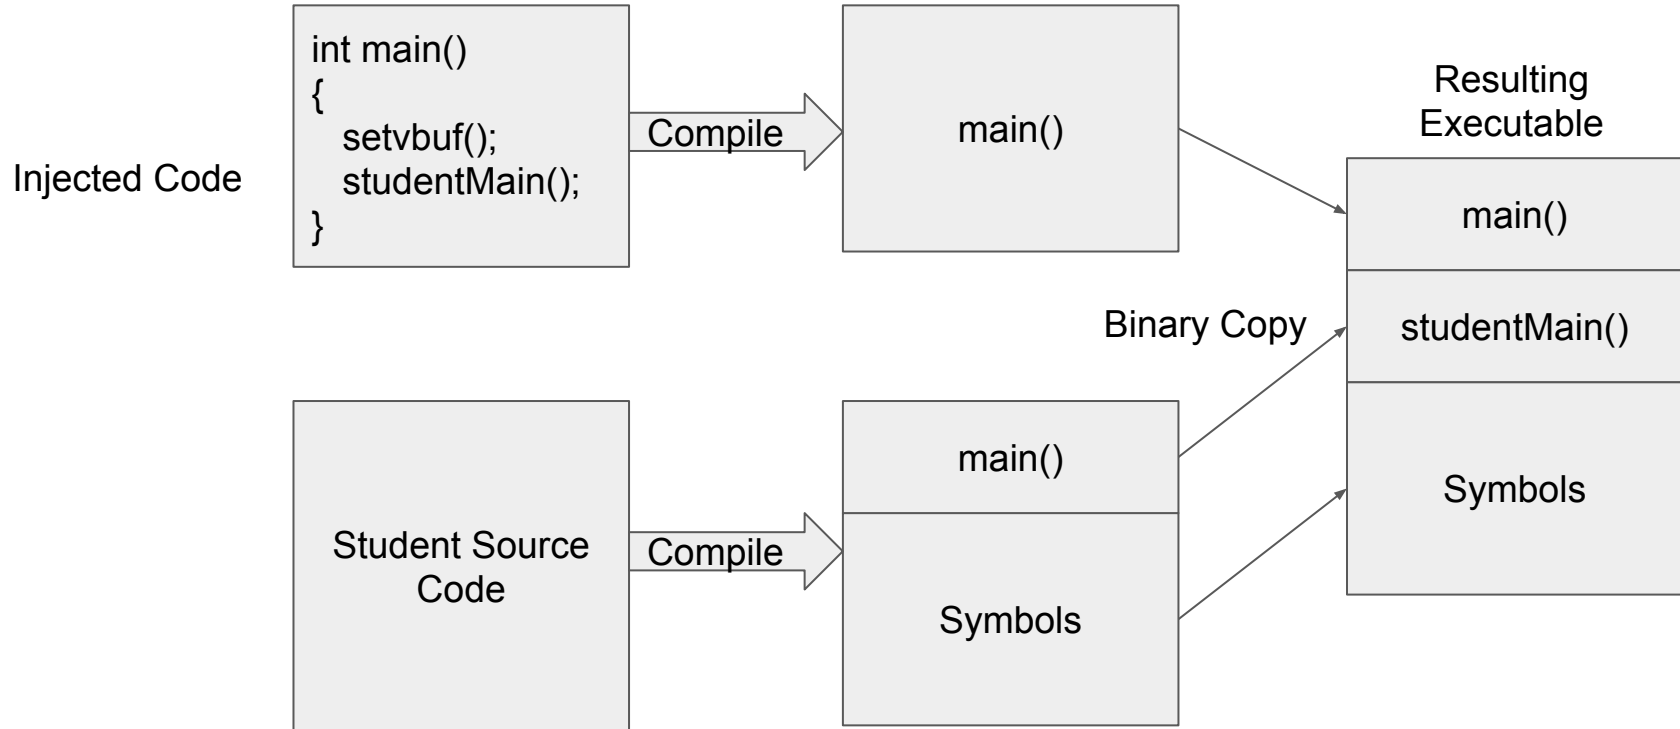 Injected Code
int main()
{
setvbuf();
studentMain();
}
Compile
main()
Resulting
Executable
main()
studentMain()
Symbols
Binary Copy
Student Source
Code
Compile
main()
Symbols